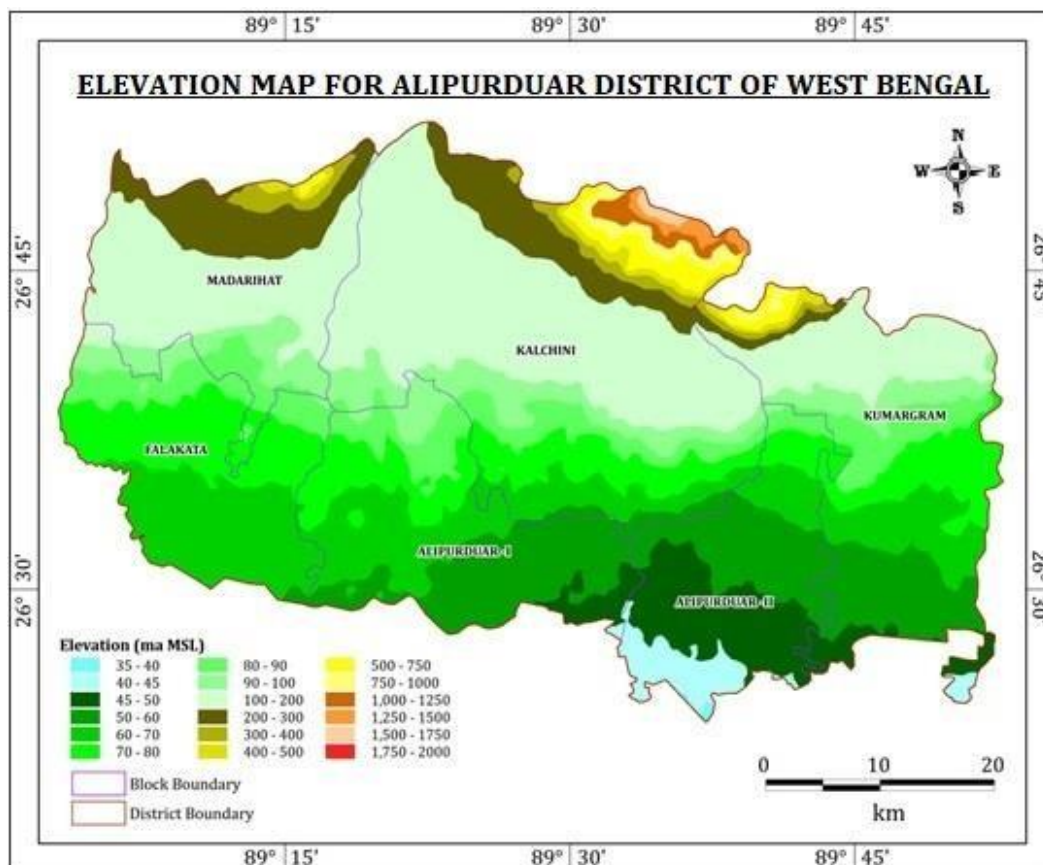 89° 15' 89° 30' 89° 45'
ELEVATION MAP FOR ALIPURDUAR DISTRICT OF WEST BENGAL
N
W E
S
26° 45' 26° 45'
MADARIHAT
KALCHINI
KUMARGRAM
FALAKATA
ALIPURDUAR-I
26° 30' 26° 30'
ALIPURDUAR-II
Elevation (ma MSL)
35 - 40 80 - 90 500 - 750
40 - 45 90 - 100 750 - 1000
45 - 50 100 - 200 1,000 - 1250
50 - 60 200 - 300 1,250 - 1500
60 - 70 300 - 400 1,500 - 1750
70 - 80 400 - 500 1,750 - 2000
Block Boundary
District Boundary
0 10 20
km
89° 15' 89° 30' 89° 45'